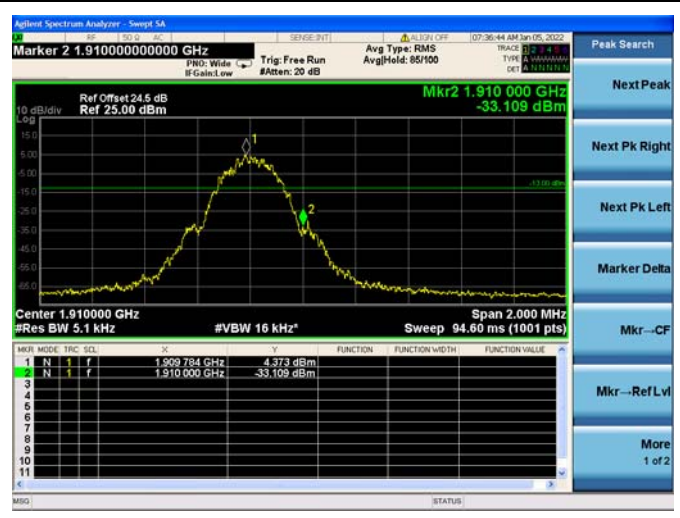 Agilent Spectrum Analyzer - Swept SA
RF 50 Ω AC SENSE:INT ALIGN OFF 07:36:44 AM Jan 05, 2022
Marker 2 1.910000000000 GHz
PNO: Wide Trig: Free Run Avg Type: RMS TRACE 1 2 3 4 5 6
IFGain:Low #Atten: 20 dB Avg|Hold: 85/100 TYPE
DET A N N N N N
Peak Search
Mkr2 1.910 000 GHz
-33.109 dBm
Ref Offset 24.5 dB
10 dB/div Ref 25.00 dBm
Log
15.0
5.00
-5.00
-15.0
-25.0
-35.0
-45.0
-55.0
-65.0
1
2
-13.00 dBm
Center 1.910000 GHz Span 2.000 MHz
#Res BW 5.1 kHz #VBW 16 kHz* Sweep 94.60 ms (1001 pts)
MKR MODE TRC SCL X Y FUNCTION FUNCTION WIDTH FUNCTION VALUE
1 N 1 f 1.909 784 GHz 4.373 dBm
2 N 1 f 1.910 000 GHz -33.109 dBm
3
4
5
6
7
8
9
10
11
MSG STATUS
Next Peak
Next Pk Right
Next Pk Left
Marker Delta
Mkr→CF
Mkr→Ref Lvl
More
1 of 2